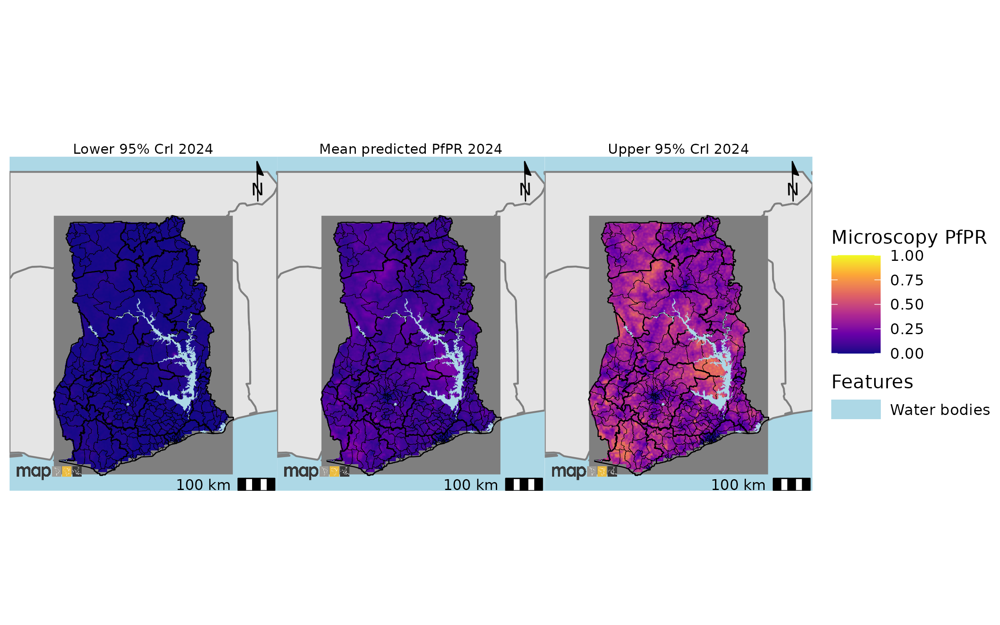 Lower 95% CrI 2024
Mean predicted PfPR 2024
Upper 95% CrI 2024
N
N
N
Microscopy PfPR
1.00
0.75
0.50
0.25
0.00
Features
Water bodies
map
100 km
map
100 km
map
100 km